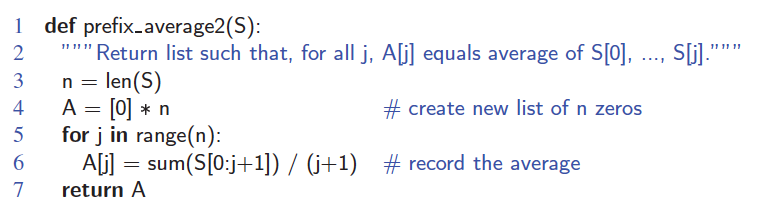 1 def prefix_average2(S):
2 """Return list such that, for all j, A[j] equals average of S[0], ..., S[j]."""
3 n = len(S)
4 A = [0] * n # create new list of n zeros
5 for j in range(n):
6 A[j] = sum(S[0:j+1]) / (j+1) # record the average
7 return A